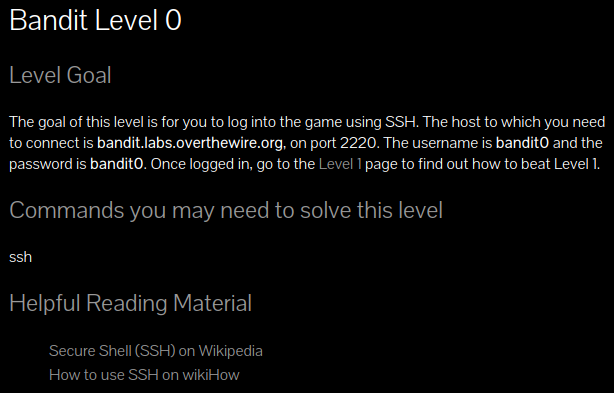 Bandit Level 0
Level Goal
The goal of this level is for you to log into the game using SSH. The host to which you need
to connect is bandit.labs.overthewire.org, on port 2220. The username is bandit0 and the
password is bandit0. Once logged in, go to the Level 1 page to find out how to beat Level 1.
Commands you may need to solve this level
ssh
Helpful Reading Material
Secure Shell (SSH) on Wikipedia
How to use SSH on wikiHow